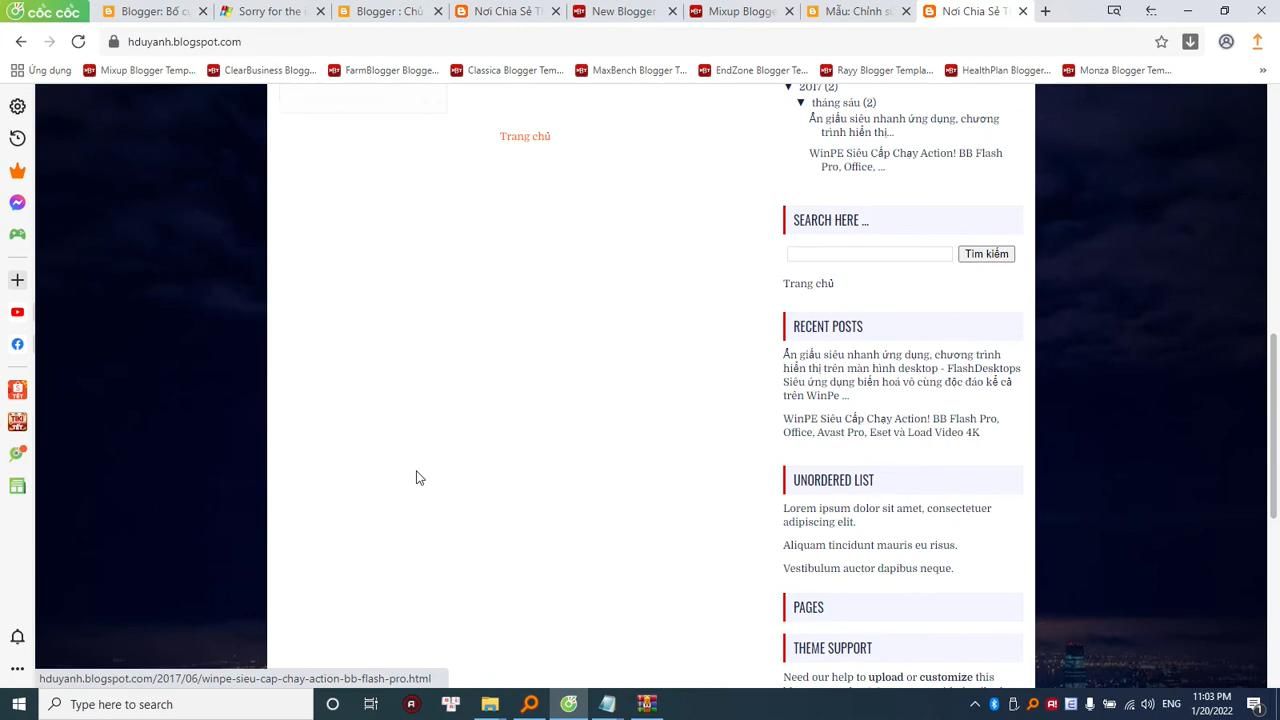 cốc cốc
Blogger: Bố cụ
Sorry for the i
Blogger : Chủ
Nơi Chia Sẻ Th
New Blogger
Mixup Blogge
Mẫu: Chỉnh sử
Nơi Chia Sẻ Th
hduyanh.blogspot.com
Ứng dụng
Mixup Blogger Temp...
ClearBusiness Blogg...
FarmBlogger Blogge...
Classica Blogger Tem...
MaxBench Blogger T...
EndZone Blogger Te...
Rayy Blogger Templa...
HealthPlan Blogger...
Monza Blogger Tem...
▼ 2017 (2)
▼ tháng sáu (2)
Ẩn giấu siêu nhanh ứng dụng, chương
trình hiển thị...
WinPE Siêu Cấp Chạy Action! BB Flash
Pro, Office, ...
Trang chủ
SEARCH HERE ...
Tìm kiếm
Trang chủ
RECENT POSTS
Ẩn giấu siêu nhanh ứng dụng, chương trình
hiển thị trên màn hình desktop - FlashDesktops
Siêu ứng dụng biến hoá vô cùng độc đáo kể cả
trên WinPe ...
WinPE Siêu Cấp Chạy Action! BB Flash Pro,
Office, Avast Pro, Eset và Load Video 4K
UNORDERED LIST
Lorem ipsum dolor sit amet, consectetuer
adipiscing elit.
Aliquam tincidunt mauris eu risus.
Vestibulum auctor dapibus neque.
PAGES
THEME SUPPORT
Need our help to upload or customize this
hduyanh.blogspot.com/2017/06/winpe-sieu-cap-chay-action-bb-flash-pro.html
Type here to search
ENG
11:03 PM
1/20/2022